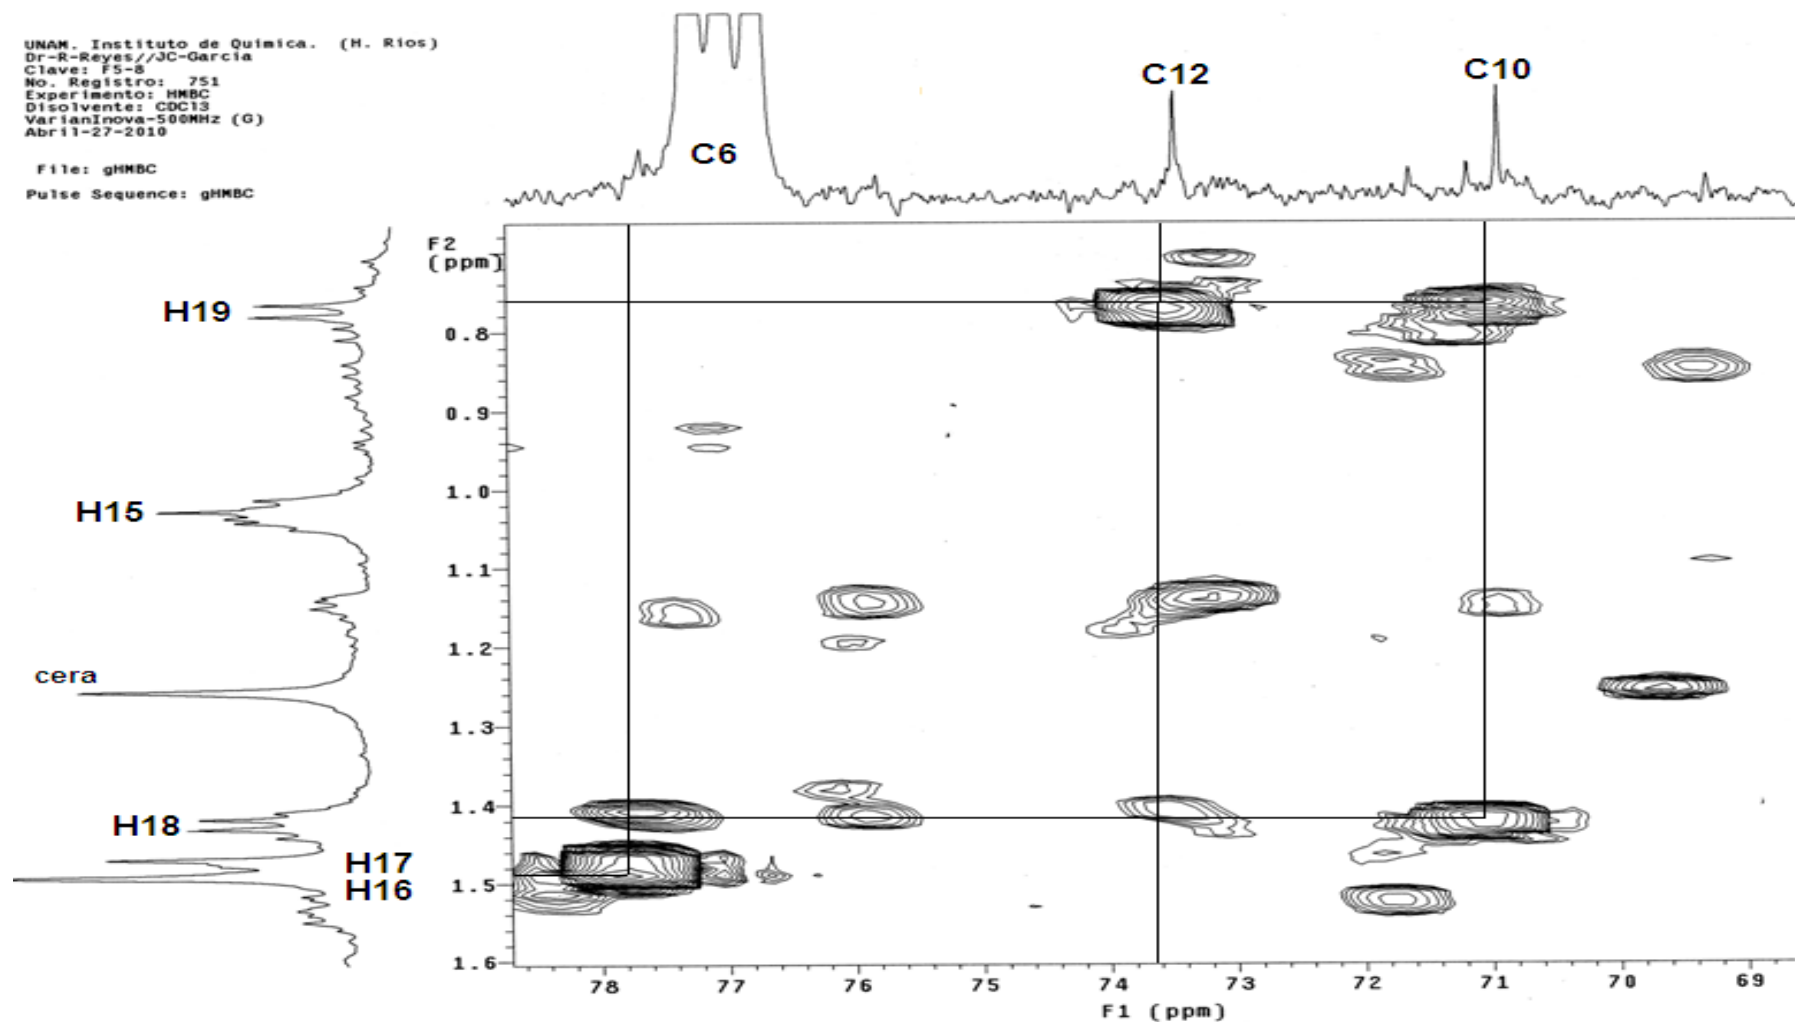 UNAM. Instituto de Quimica. (H. Rios)
Dr-R-Reyes//JC-Garcia
Clave: F5-8
No. Registro: 751
Experimento: HMBC
Disolvente: CDCl3
VarianInova-500MHz (G)
Abril-27-2010
File: gHMBC
Pulse Sequence: gHMBC
C6
C12
C10
F2
(ppm)
H19
0.8
0.9
H15
1.0
1.1
1.2
cera
1.3
1.4
H18
H17
H16
1.5
1.6
78 77 76 75 74 73 72 71 70 69
F1 (ppm)